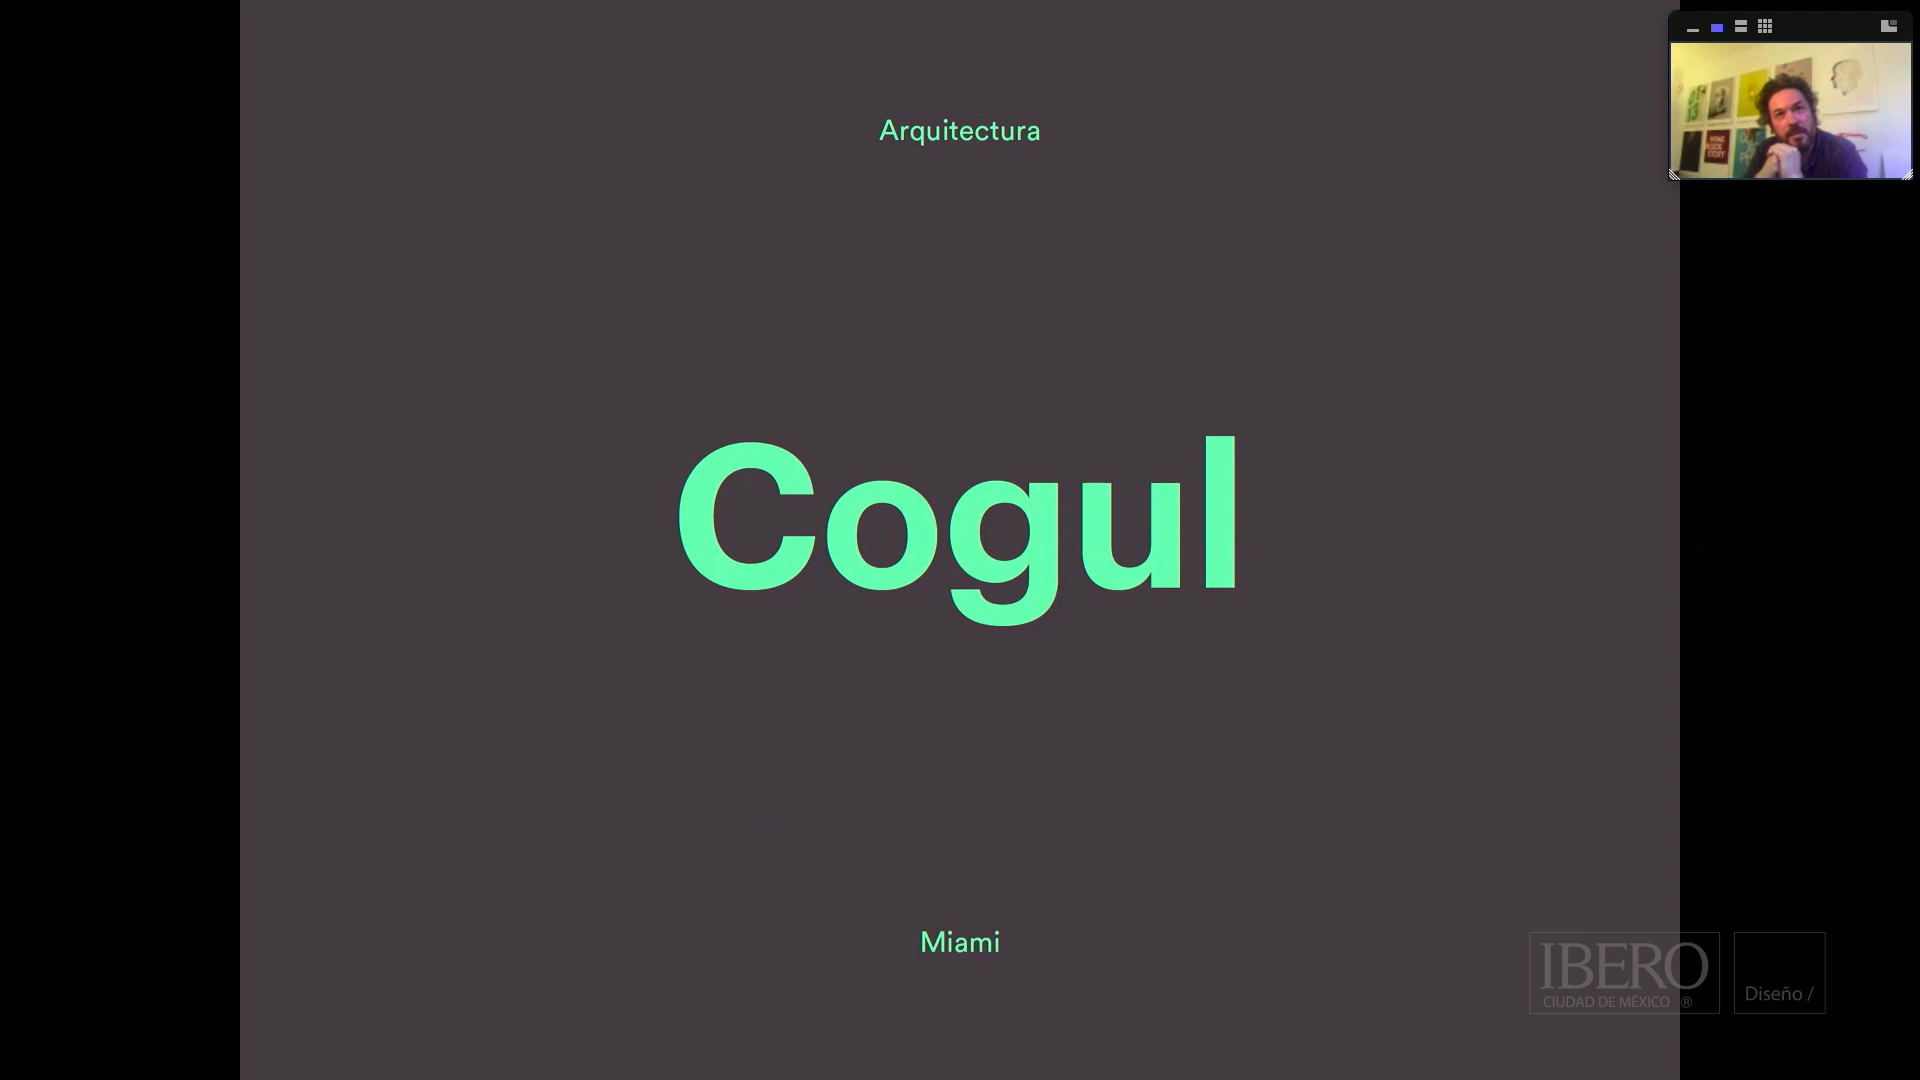 Arquitectura
Cogul
Miami
IBERO
CIUDAD DE MÉXICO ®
Diseño /